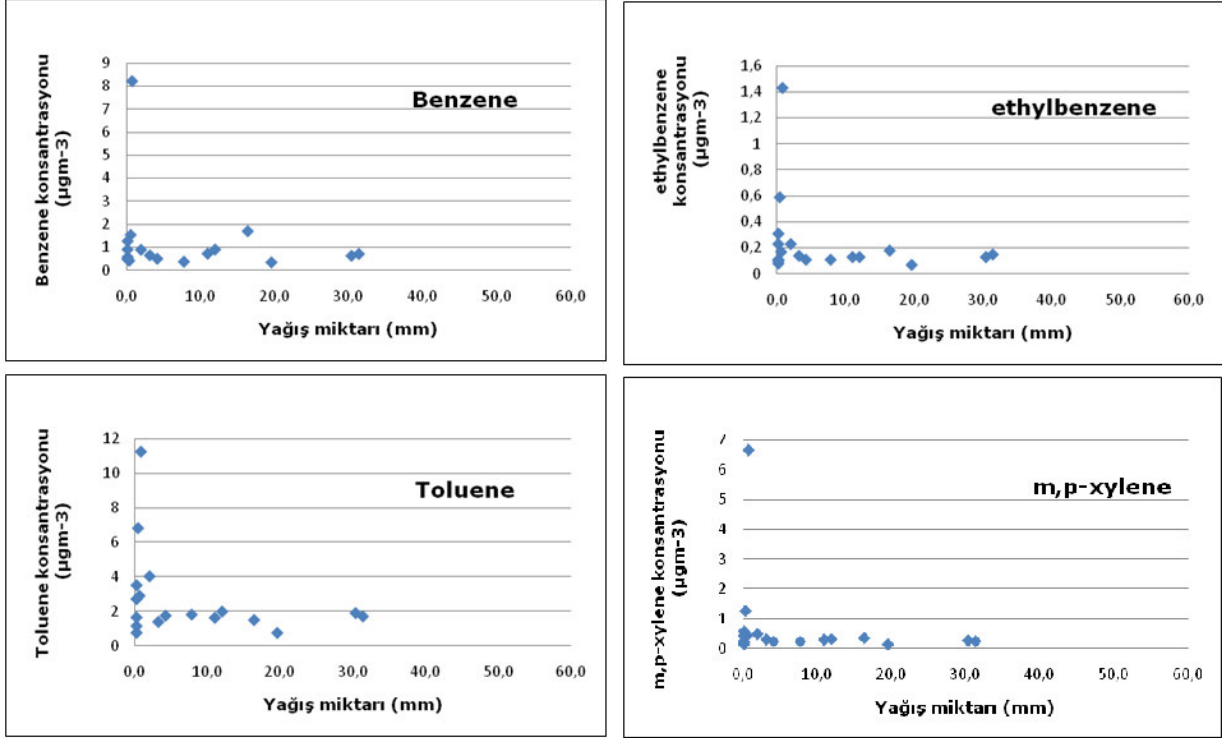 Benzene konsantrasyonu
(µgm-3)
9
8
7
6
5
4
3
2
1
0
Benzene
0,0 10,0 20,0 30,0 40,0 50,0 60,0
Yağış miktarı (mm)
ethylbenzene
konsantrasyonu
(µgm-3)
1,6
1,4
1,2
1
0,8
0,6
0,4
0,2
0
ethylbenzene
0,0 10,0 20,0 30,0 40,0 50,0 60,0
Yağış miktarı (mm)
Toluene konsantrasyonu
(µgm-3)
12
10
8
6
4
2
0
Toluene
0,0 10,0 20,0 30,0 40,0 50,0 60,0
Yağış miktarı (mm)
m,p-xylene konsantrasyonu
(µgm-3)
7
6
5
4
3
2
1
0
m,p-xylene
0,0 10,0 20,0 30,0 40,0 50,0 60,0
Yağış miktarı (mm)